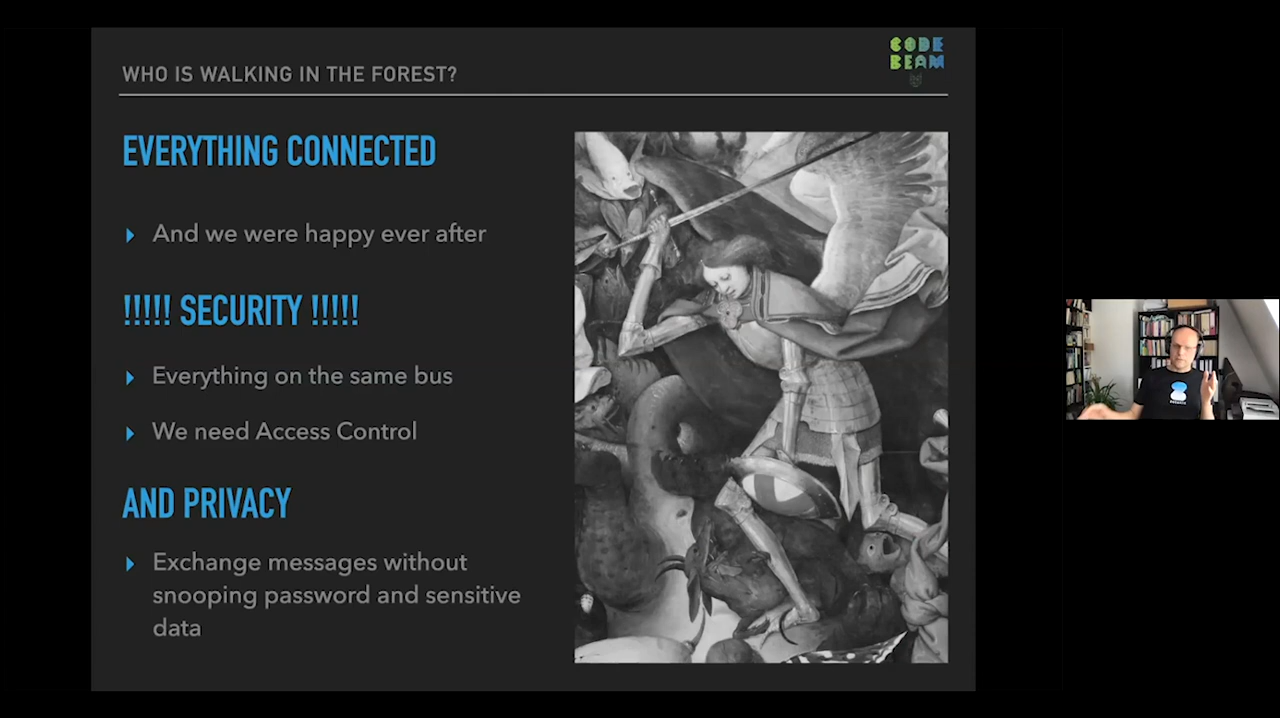 WHO IS WALKING IN THE FOREST?
CODE
BEAM
EVERYTHING CONNECTED
And we were happy ever after
!!!!! SECURITY !!!!!
Everything on the same bus
We need Access Control
AND PRIVACY
Exchange messages without
snooping password and sensitive
data